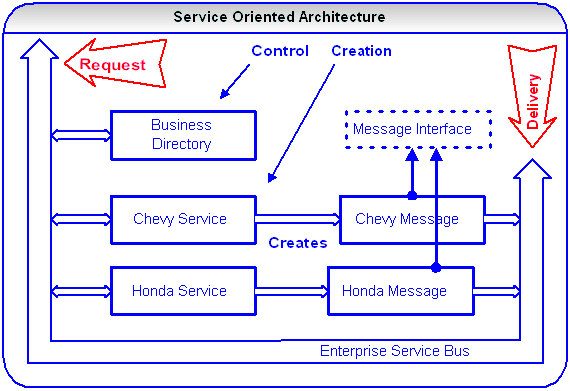 Service Oriented Architecture
Request
Control
Creation
Delivery
Business
Directory
Message Interface
Chevy Service
Chevy Message
Creates
Honda Service
Honda Message
Enterprise Service Bus